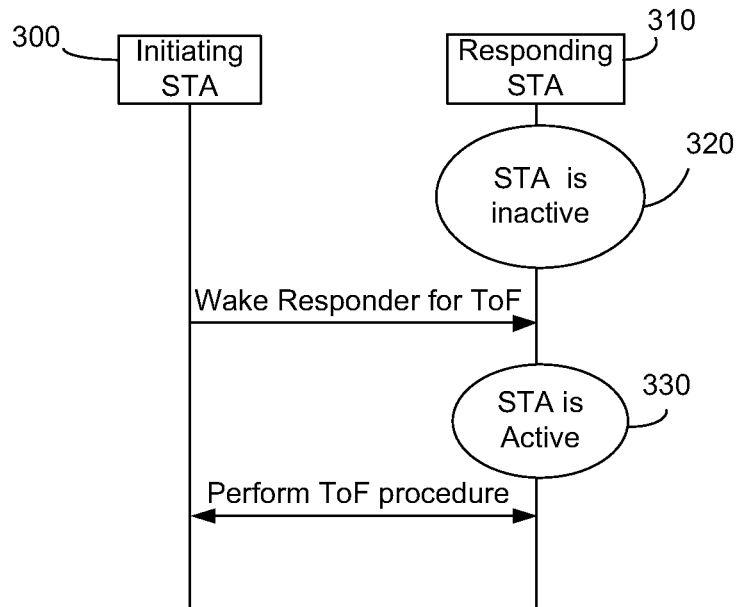 300
Initiating
STA
Responding
STA
310
STA is
inactive
320
Wake Responder for ToF
STA is
Active
330
Perform ToF procedure